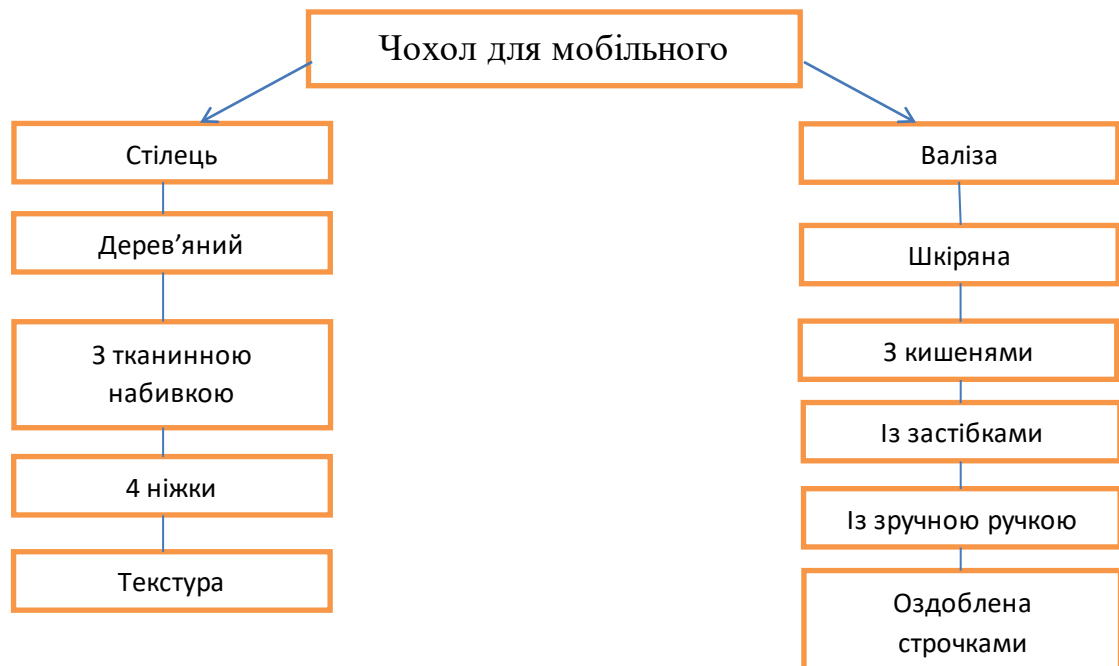 Чохол для мобільного
Стілець
Дерев’яний
З тканинною
набивкою
4 ніжки
Текстура
Валіза
Шкіряна
З кишенями
Із застібками
Із зручною ручкою
Оздоблена
строчками